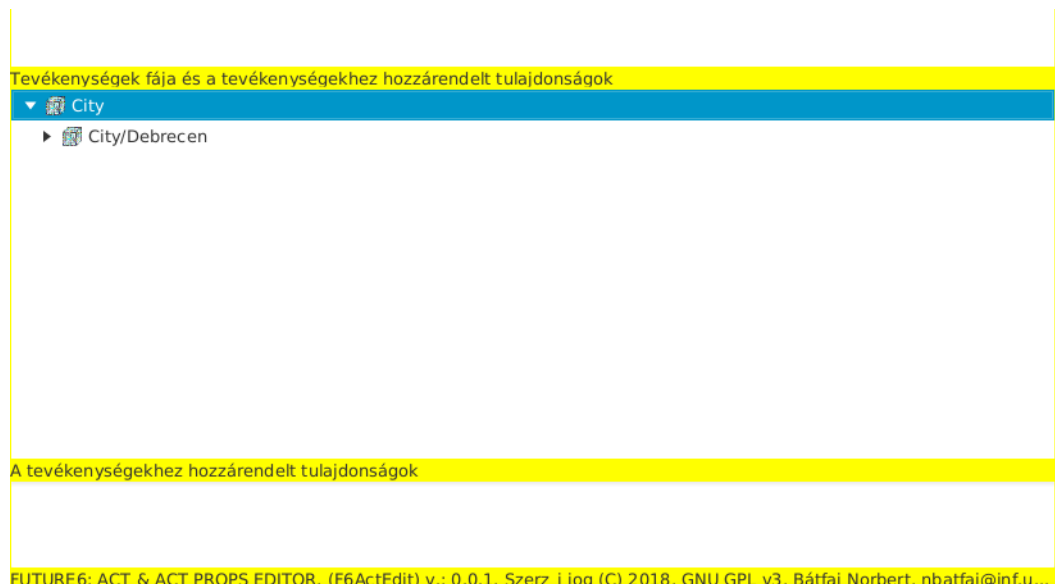 Tevékenységek fája és a tevékenységekhez hozzárendelt tulajdonságok
City
City/Debrecen
A tevékenységekhez hozzárendelt tulajdonságok
FUTURE6: ACT & ACT PROPS EDITOR, (F6ActEdit) v.: 0.0.1, Szerz i jog (C) 2018, GNU GPL v3, Bátfai Norbert, nbatfai@inf.u...